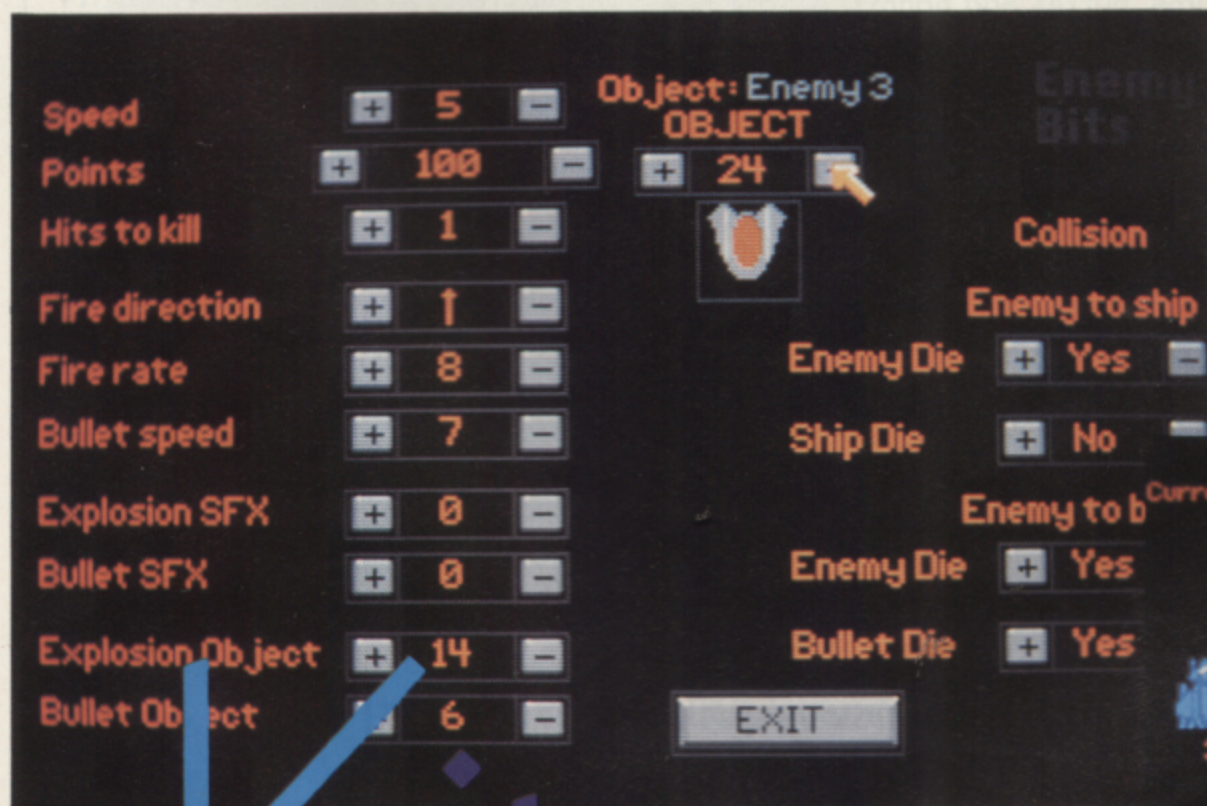 Speed + 5 -
Points + 100 -
Hits to kill + 1 -
Fire direction + ↑ -
Fire rate + 8 -
Bullet speed + 7 -
Explosion SFX + 0 -
Bullet SFX + 0 -
Explosion Object + 14 -
Bullet Object + 6 -
Object: Enemy 3
OBJECT
+ 24 -
Enemy
Bits
Collision
Enemy to ship
Enemy Die + Yes -
Ship Die + No -
Enemy to b
Enemy Die + Yes
Bullet Die + Yes
EXIT